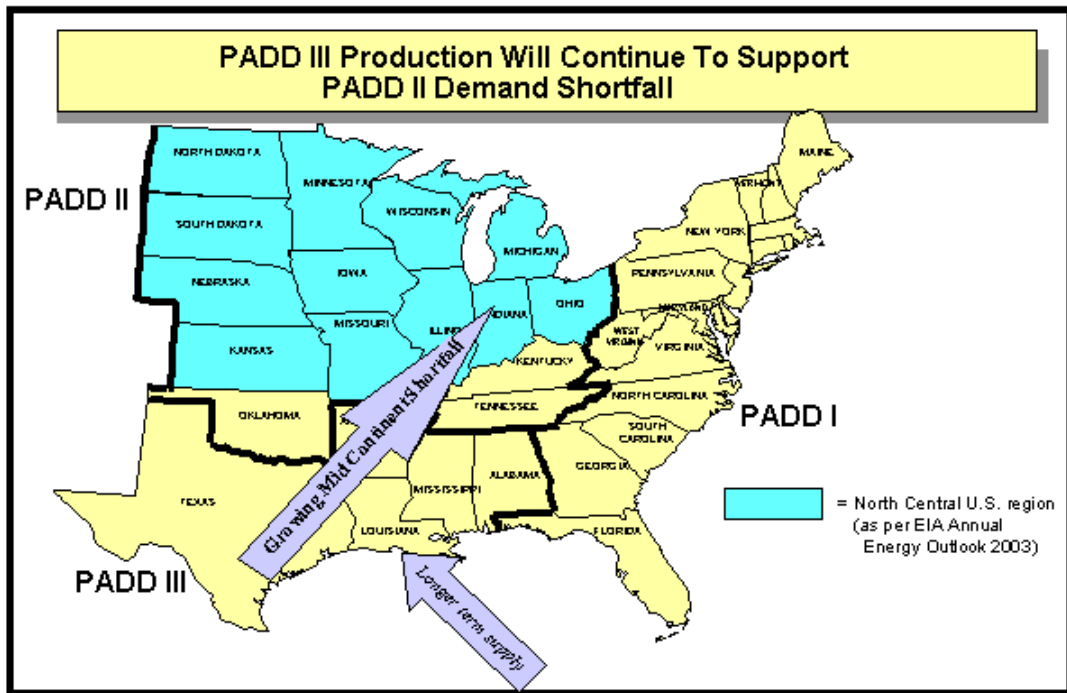 PADD III Production Will Continue To Support
PADD II Demand Shortfall
MAINE
NORTH DAKOTA
MINNESOTA
VERMONT
PADD II
WISCONSIN
SOUTH DAKOTA
NEW YORK
MICHIGAN
IOWA
PENNSYLVANIA
NEBRASKA
OHIO
MARYLAND
INDIANA
MISSOURI
WEST
VIRGINIA
VIRGINIA
KANSAS
KENTUCKY
NORTH CAROLINA
OKLAHOMA
TENNESSEE
PADD I
SOUTH
CAROLINA
GEORGIA
ALABAMA
MISSISSIPPI
TEXAS
Growing Mid Continent Shortfall
LOUISIANA
FLORIDA
= North Central U.S. region
(as per EIA Annual
Energy Outlook 2003)
PADD III
Longer term supply